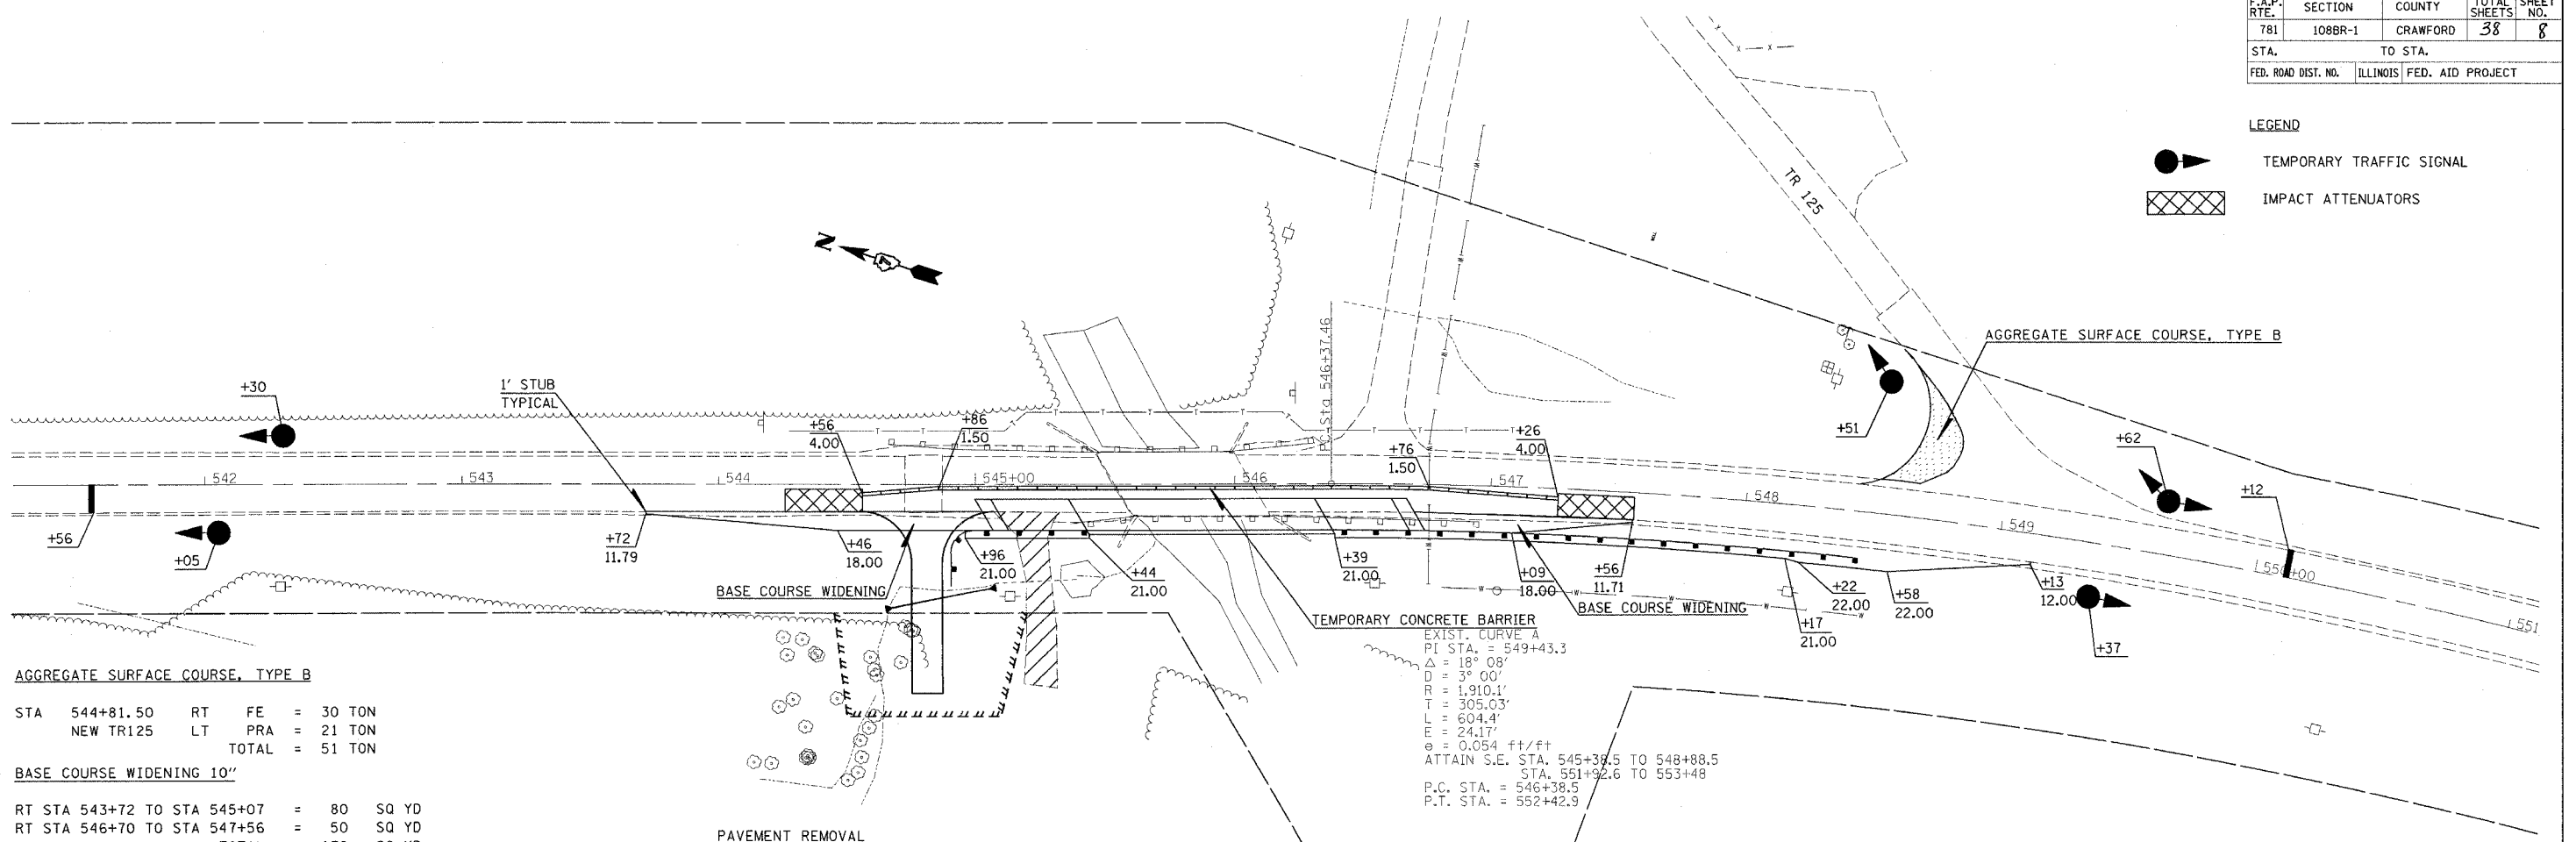 F.A.P. RTE. SECTION COUNTY TOTAL SHEETS SHEET NO.
781 108BR-1 CRAWFORD 38 8
STA. TO STA.
FED. ROAD DIST. NO. ILLINOIS FED. AID PROJECT
LEGEND
TEMPORARY TRAFFIC SIGNAL
IMPACT ATTENUATORS
TR 125
N
AGGREGATE SURFACE COURSE, TYPE B
PC Sta 546+37.46
+30
1' STUB
TYPICAL
+56
4.00
+86
1.50
+76
1.50
+26
4.00
+51
+62
+12
542
543
544
545+00
546
547
548
549
550+00
551
+56
+05
+72
11.79
+46
18.00
+96
21.00
+44
21.00
+39
21.00
+09
18.00
+56
11.71
+17
21.00
+22
22.00
+58
22.00
+13
12.00
+37
BASE COURSE WIDENING
BASE COURSE WIDENING
TEMPORARY CONCRETE BARRIER
EXIST. CURVE A
PI STA. = 549+43.3
Δ = 18° 08'
D = 3° 00'
R = 1,910.1'
T = 305.03'
L = 604.4'
E = 24.17'
e = 0.054 ft/ft
ATTAIN S.E. STA. 545+38.5 TO 548+88.5
STA. 551+92.6 TO 553+48
P.C. STA. = 546+38.5
P.T. STA. = 552+42.9
AGGREGATE SURFACE COURSE, TYPE B
STA 544+81.50 RT FE = 30 TON
NEW TR125 LT PRA = 21 TON
TOTAL = 51 TON
BASE COURSE WIDENING 10"
RT STA 543+72 TO STA 545+07 = 80 SQ YD
RT STA 546+70 TO STA 547+56 = 50 SQ YD
PAVEMENT REMOVAL